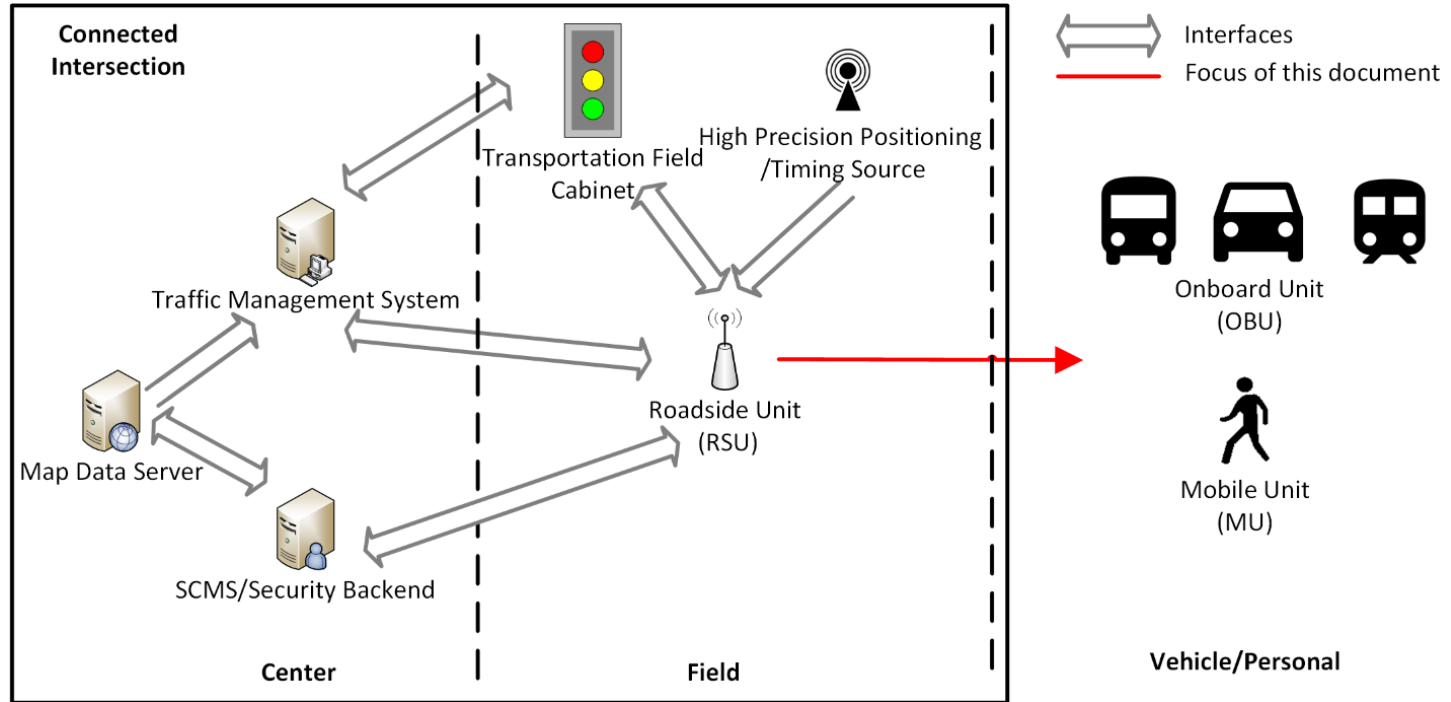 Connected
Intersection
Interfaces
Focus of this document
Transportation Field
Cabinet
High Precision Positioning
/Timing Source
Traffic Management System
Onboard Unit
(OBU)
Roadside Unit
(RSU)
Map Data Server
Mobile Unit
(MU)
SCMS/Security Backend
Center
Field
Vehicle/Personal